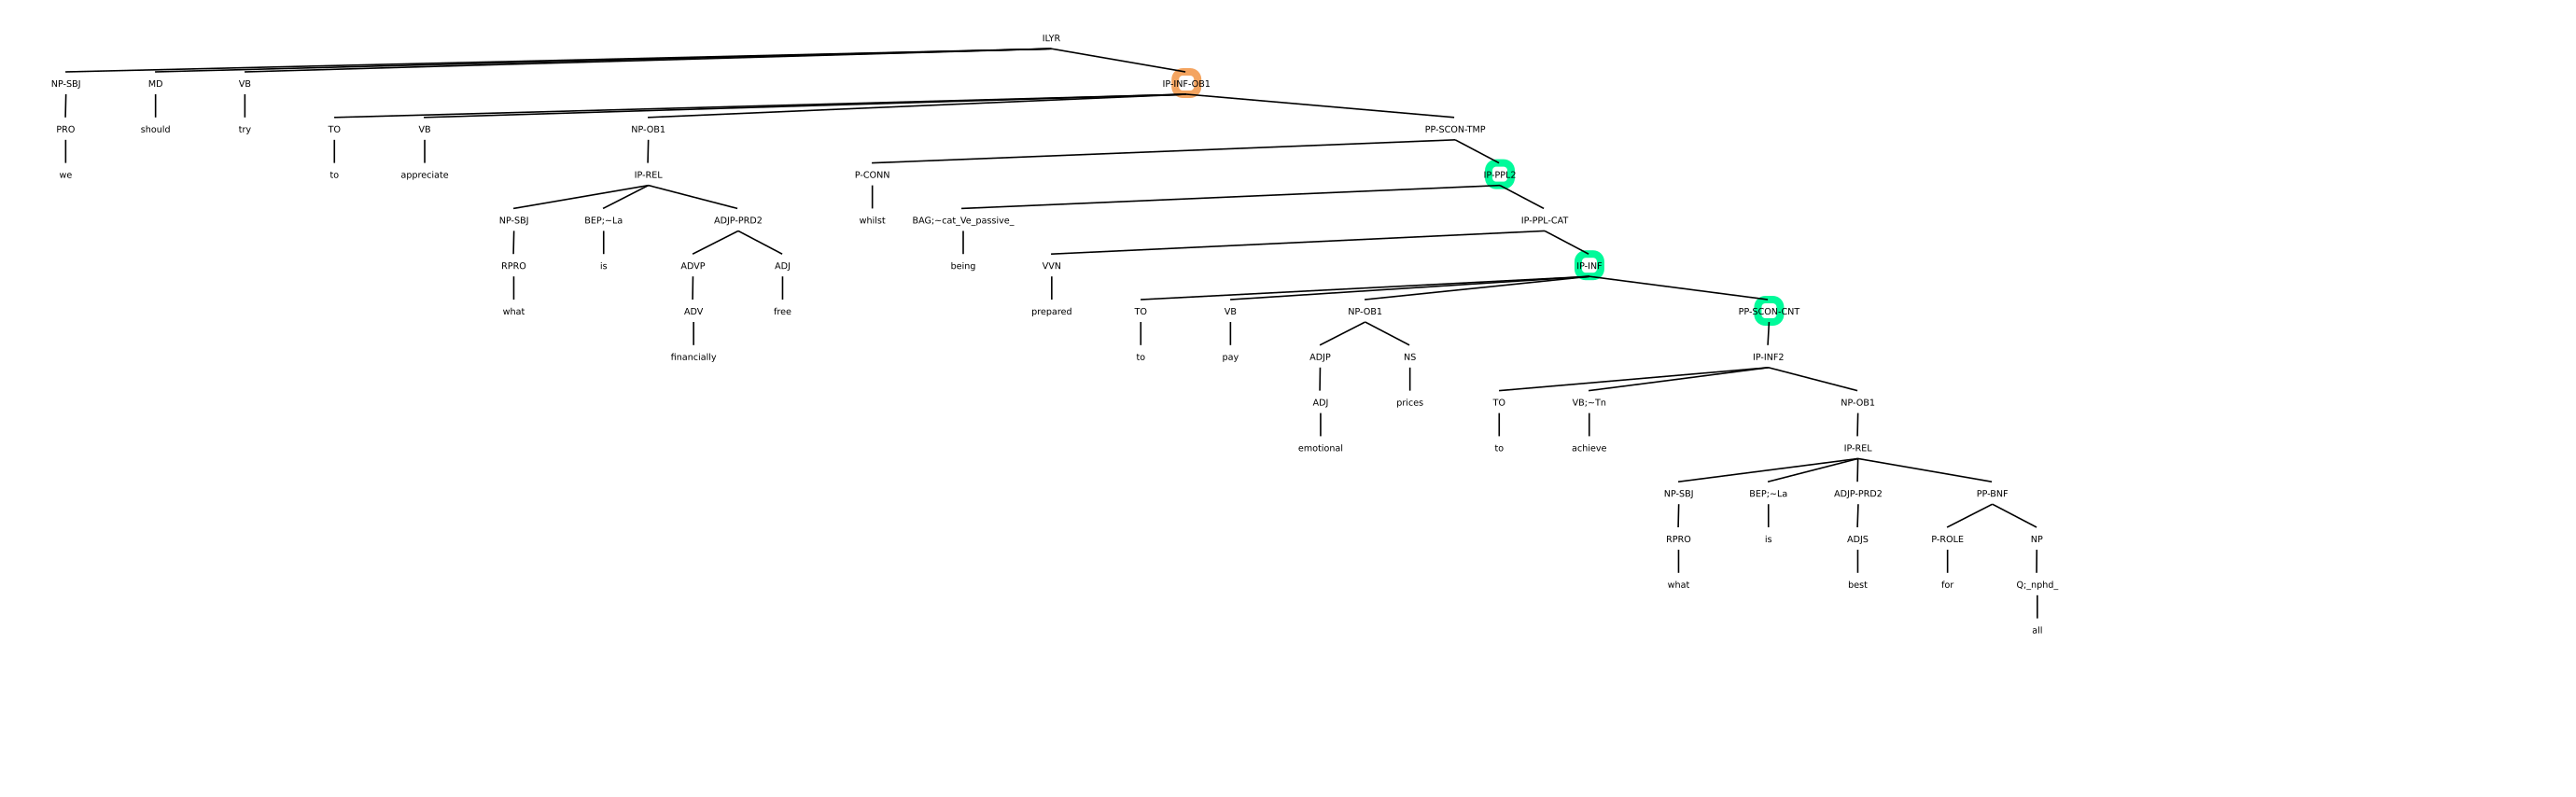 ILYR
NP-SBJ MD VB IP-INF-OB1
PRO should try TO VB NP-OB1 PP-SCON-TMP
we to appreciate IP-REL P-CONN IP-PPL2
NP-SBJ BEP;~La ADJP-PRD2 whilst BAG;~cat_Ve_passive_ IP-PPL-CAT
RPRO is ADVP ADJ being VVN IP-INF
what ADV free prepared TO VB NP-OB1 PP-SCON-CNT
financially to pay ADJP NS IP-INF2
ADJ prices TO VB;~Tn NP-OB1
emotional to achieve IP-REL
NP-SBJ BEP;~La ADJP-PRD2 PP-BNF
RPRO is ADJS P-ROLE NP
what best for Q;_nphd_
all